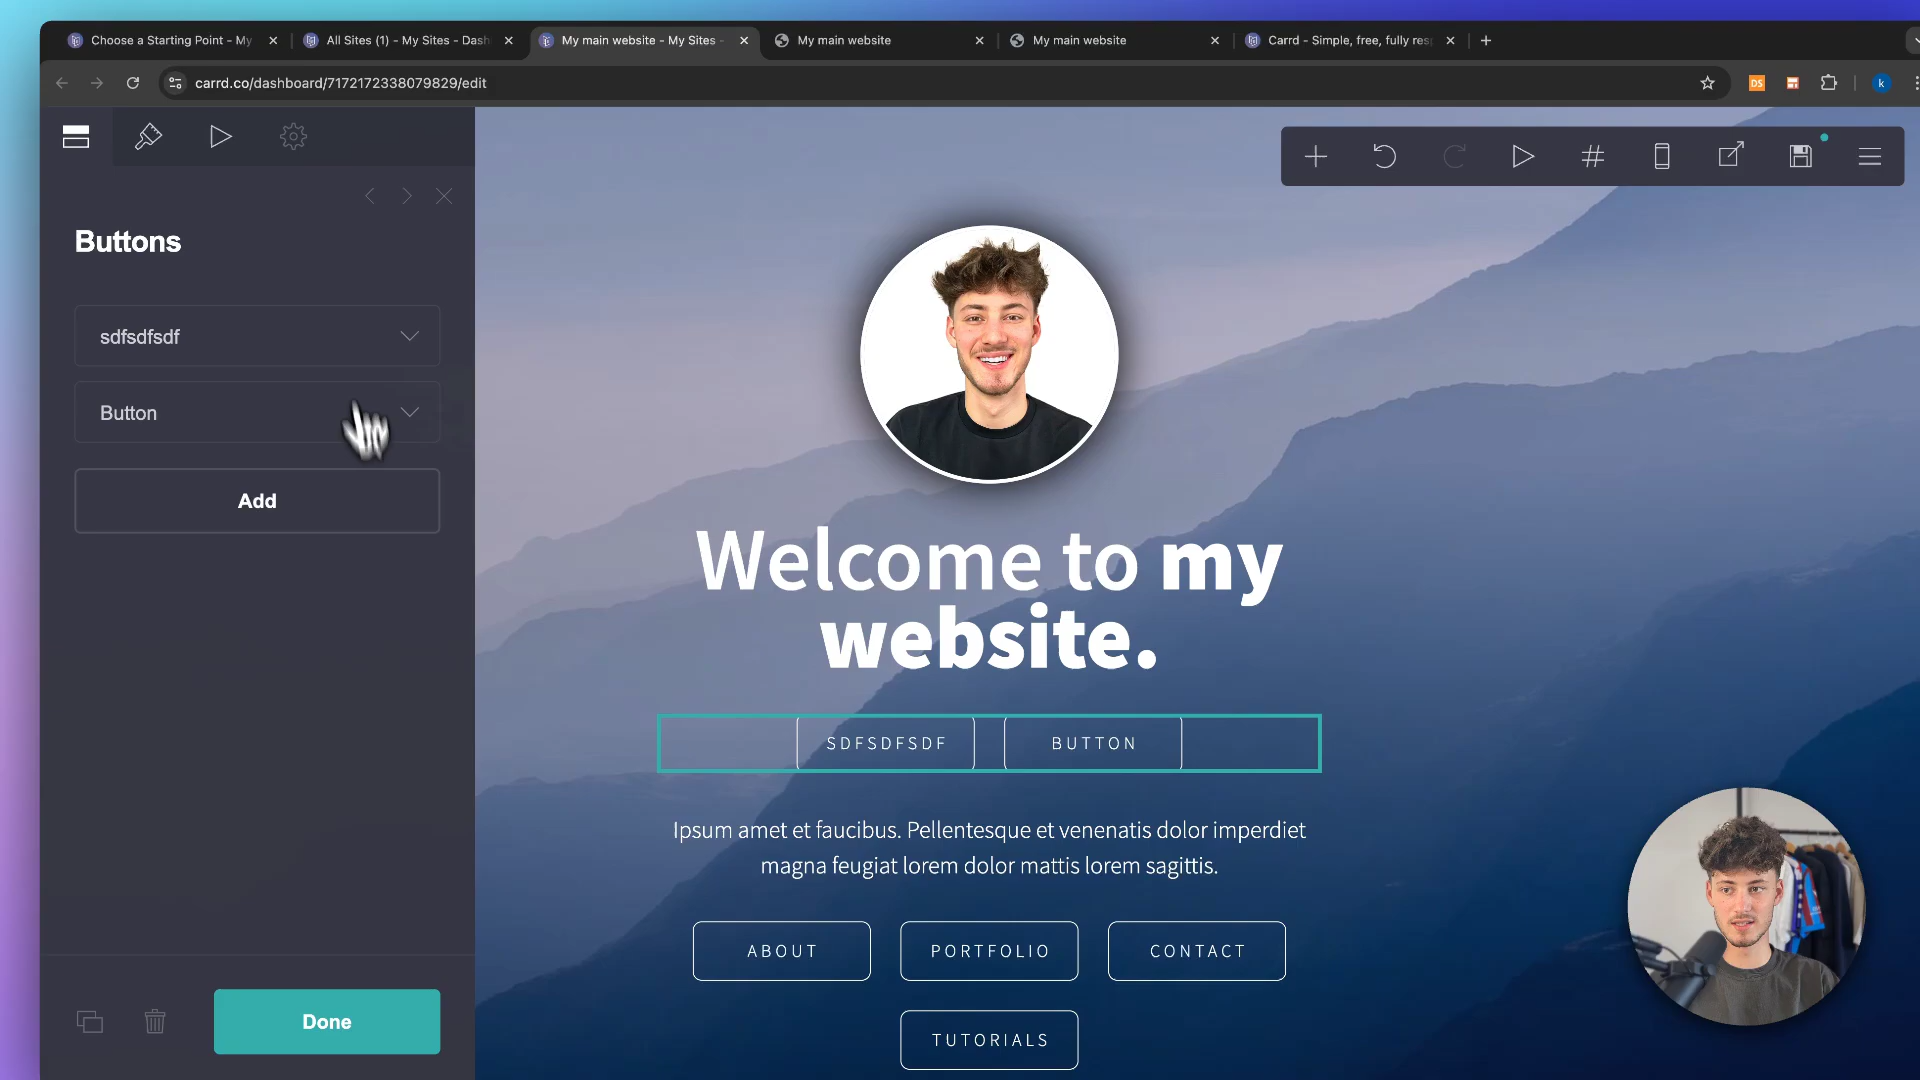 Choose a Starting Point - My
All Sites (1) - My Sites - Dash
My main website - My Sites -
My main website
My main website
Carrd - Simple, free, fully resp
carrd.co/dashboard/7172172338079829/edit
DS
k
Buttons
sdfsdfsdf
Button
Add
Done
Welcome to my
website.
SDFSDFSDF
BUTTON
Ipsum amet et faucibus. Pellentesque et venenatis dolor imperdiet
magna feugiat lorem dolor mattis lorem sagittis.
ABOUT
PORTFOLIO
CONTACT
TUTORIALS